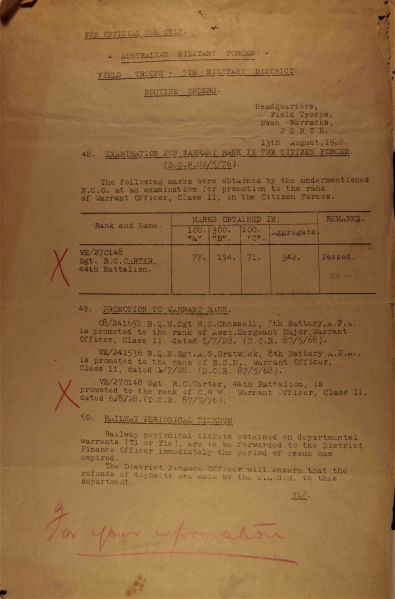 FOR OFFICIAL USE ONLY.
- AUSTRALIAN MILITARY FORCES -
FIELD TROOPS - 5TH MILITARY DISTRICT.
ROUTINE ORDERS.
Headquarters,
Field Troops,
Swan Barracks,
PERTH.
13th August, 1928.
48. EXAMINATION FOR WARRANT RANK IN THE CITIZEN FORCES.
(D.C.R.87/5/76).
The following marks were obtained by the undermentioned
N.C.O. at an examination for promotion to the rank
of Warrant Officer, Class II, in the Citizen Forces.
Rank and Name. MARKS OBTAINED IN: REMARKS.
100. "A" 300. "B". 100. "C". Aggregate.
VE/270148
Sgt. R.C.CARTER, 77. 194. 71. 342. Passed.
44th Battalion.
49. PROMOTION TO WARRANT RANK.
08/241651 B.Q.M.Sgt H.G.Chessell, 7th Battery, A.F.A.
is promoted to the rank of Asst.Sergeant Major, Warrant
Officer, Class II, dated 1/7/28. (D.C.R. 87/5/68).
VE/241536 B.Q.M.Sgt.A.G.Gratwick, 8th Battery A.F.A.,
is promoted to the rank of B.S.M., Warrant Officer,
Class II, dated /7/28. (D.C.R. 87/5/68).
VE/270148 Sgt R.C.Carter, 44th Battalion, is
promoted to the rank of C.S.M. Warrant Officer, Class II,
dated 6/8/28.(D.C.R. 87/5/76).
50. RAILWAY PERIODICAL TICKETS
Railway periodical tickets obtained on departmental
warrants (T1 or T1a), are to be forwarded to the District
Finance Officer immediately the period of issue has
expired.
The District Finance Officer will ensure that the
refunds of deposits are made by the W.A.G.R. to this
department.
51/.
For your information